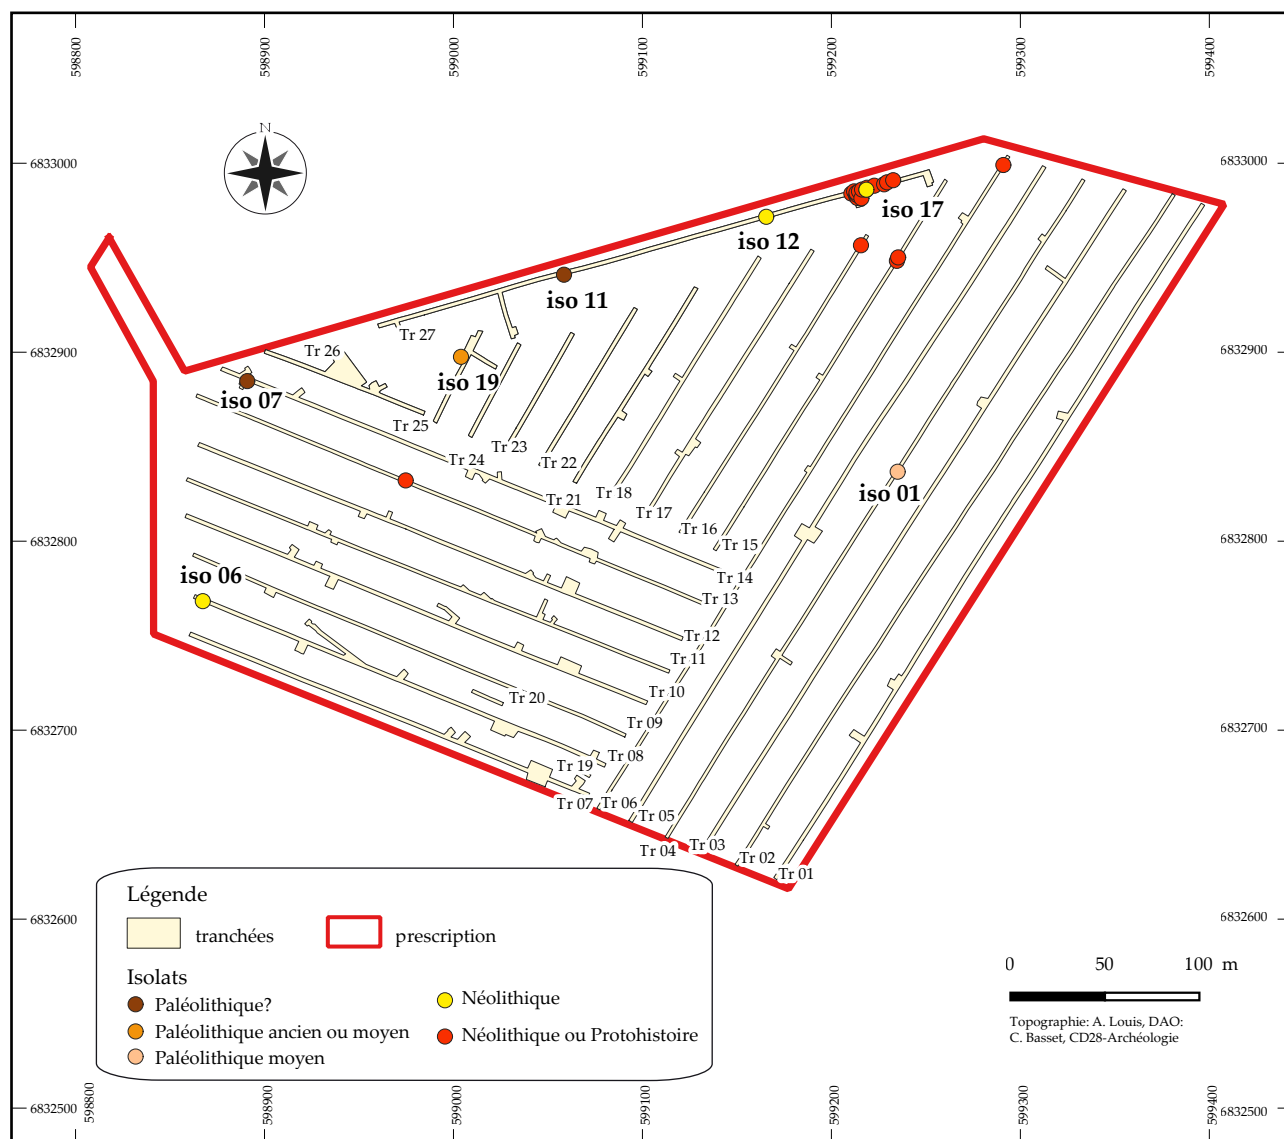 598800
598900
599000
599100
599200
599300
599400
N
6833000
6833000
iso 17
iso 12
iso 11
Tr 27
Tr 26
6832900
6832900
iso 19
iso 07
Tr 25
Tr 23
Tr 24
Tr 22
Tr 21
Tr 18
Tr 17
Tr 16
Tr 15
iso 01
6832800
6832800
Tr 14
Tr 13
iso 06
Tr 12
Tr 11
Tr 10
Tr 20
Tr 09
6832700
6832700
Tr 08
Tr 19
Tr 07
Tr 06
Tr 05
Tr 04
Tr 03
Tr 02
Tr 01
Légende
tranchées
prescription
6832600
6832600
Isolats
Paléolithique?
Paléolithique ancien ou moyen
Paléolithique moyen
Néolithique
Néolithique ou Protohistoire
0 50 100 m
Topographie: A. Louis, DAO:
C. Basset, CD28-Archéologie
6832500
6832500
598800
598900
599000
599100
599200
599300
599400